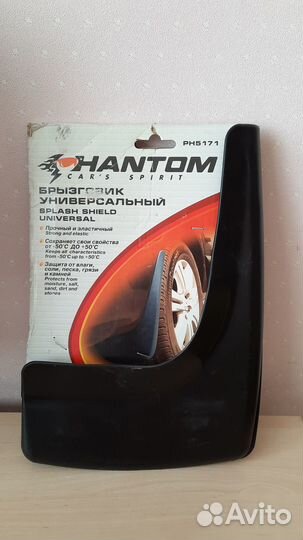 PH5171
PHANTOM
CAR'S SPIRIT
БРЫЗГОВИК
УНИВЕРСАЛЬНЫЙ
SPLASH SHIELD
UNIVERSAL
• Прочный и эластичный
Strong and elastic
• Сохраняет свои свойства
от -50°С ДО +50°С
Keeps all characteristics
from -50°C up to +50°C
• Защита от влаги,
соли, песка, грязи
и камней
Protects from
moisture, salt,
sand, dirt and
stones
Avito